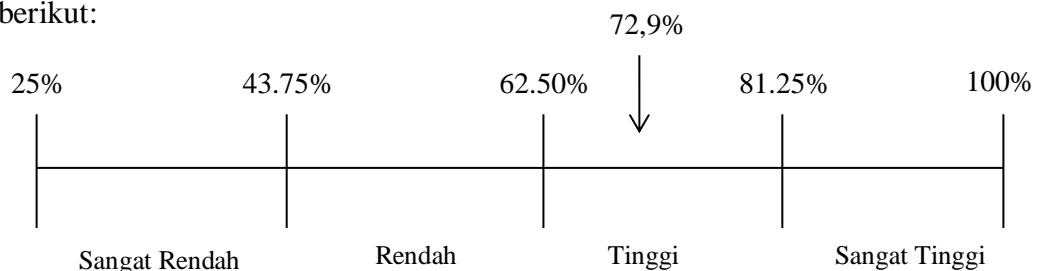 berikut:
72,9%
25% 43.75% 62.50% 81.25% 100%
Sangat Rendah Rendah Tinggi Sangat Tinggi